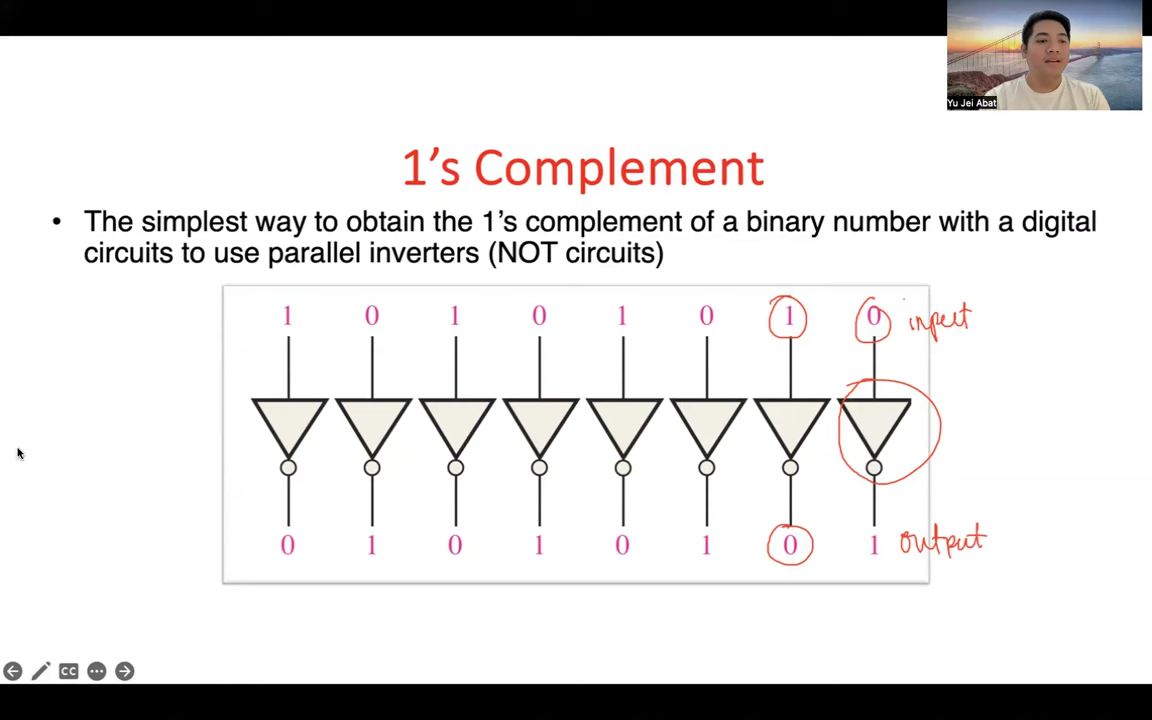 Yu Jei Abat
1's Complement
• The simplest way to obtain the 1's complement of a binary number with a digital
circuits to use parallel inverters (NOT circuits)
1 0 1 0 1 0 1 0 input
0 1 0 1 0 1 0 1 output
CC